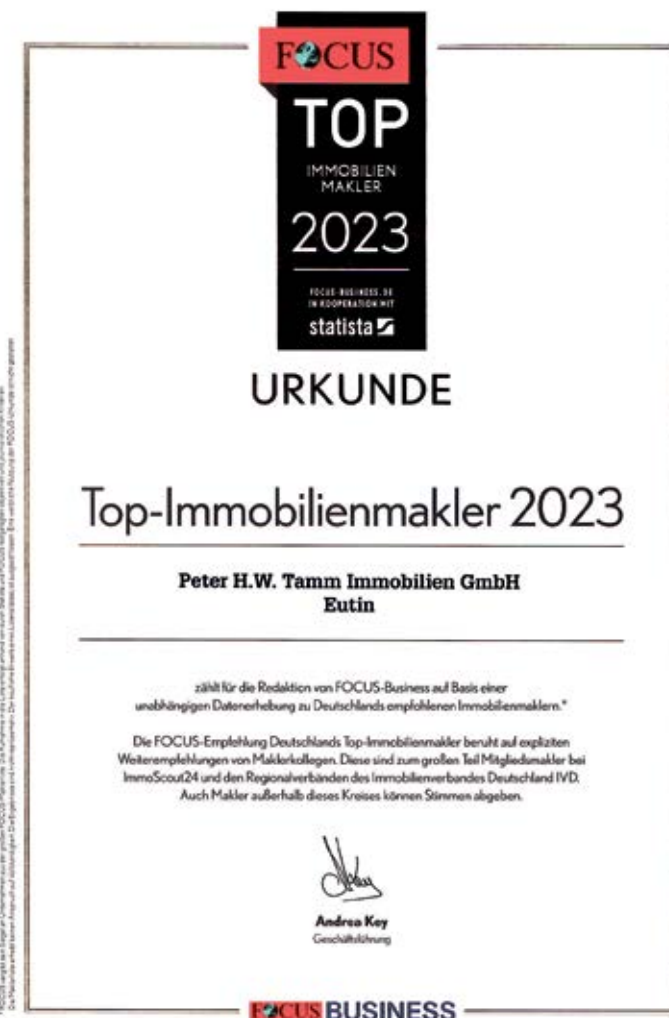 FOCUS
TOP
IMMOBILIEN
MAKLER
2023
FOCUS-BUSINESS.DE
IN KOOPERATION MIT
statista
URKUNDE
Top-Immobilienmakler 2023
Peter H.W. Tamm Immobilien GmbH
Eutin
zählt für die Redaktion von FOCUS-Business auf Basis einer
unabhängigen Datenerhebung zu Deutschlands empfohlenen Immobilienmaklern.*
Die FOCUS-Empfehlung Deutschlands Top-Immobilienmakler beruht auf expliziten
Weiterempfehlungen von Maklerkollegen. Diese sind zum großen Teil Mitgliedsmakler bei
ImmoScout24 und den Regionalverbänden des Immobilienverbandes Deutschland IVD.
Auch Makler außerhalb dieses Kreises können Stimmen abgeben.
Andrea Key
Geschäftsführung
FOCUS BUSINESS